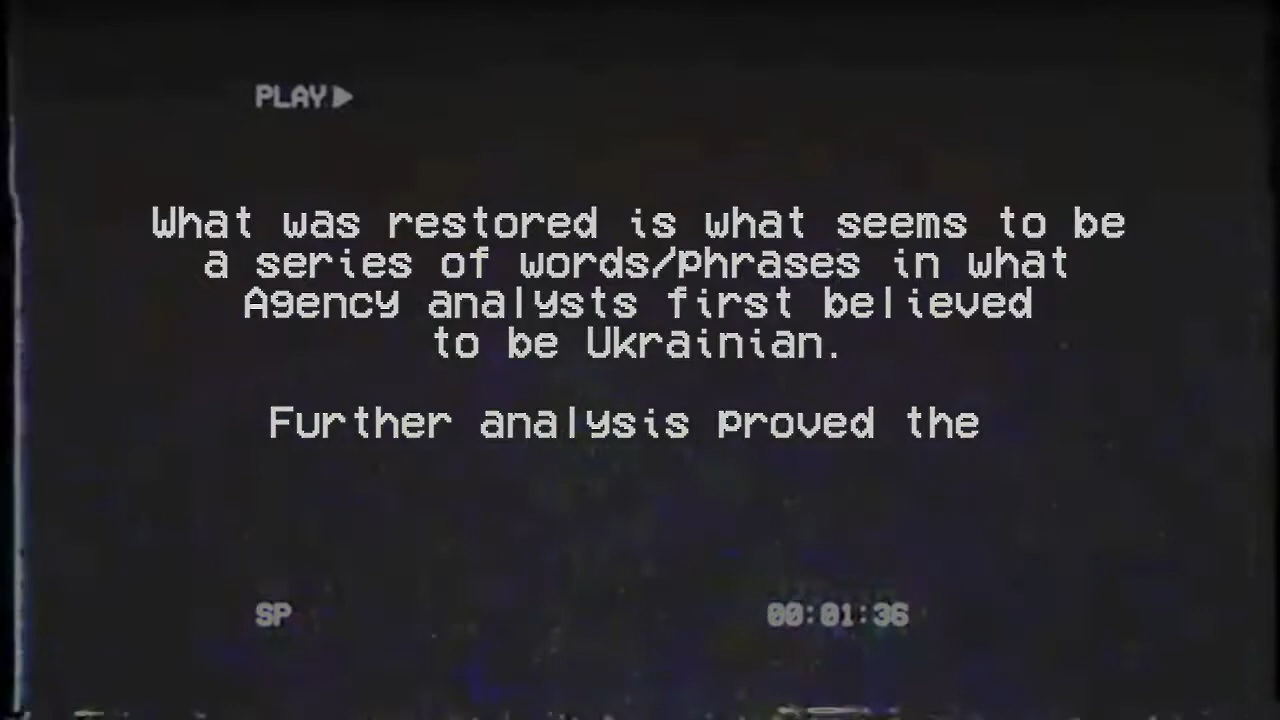 PLAY
What was restored is what seems to be
a series of words/phrases in what
Agency analysts first believed
to be Ukrainian.
Further analysis proved the
SP
00:01:36